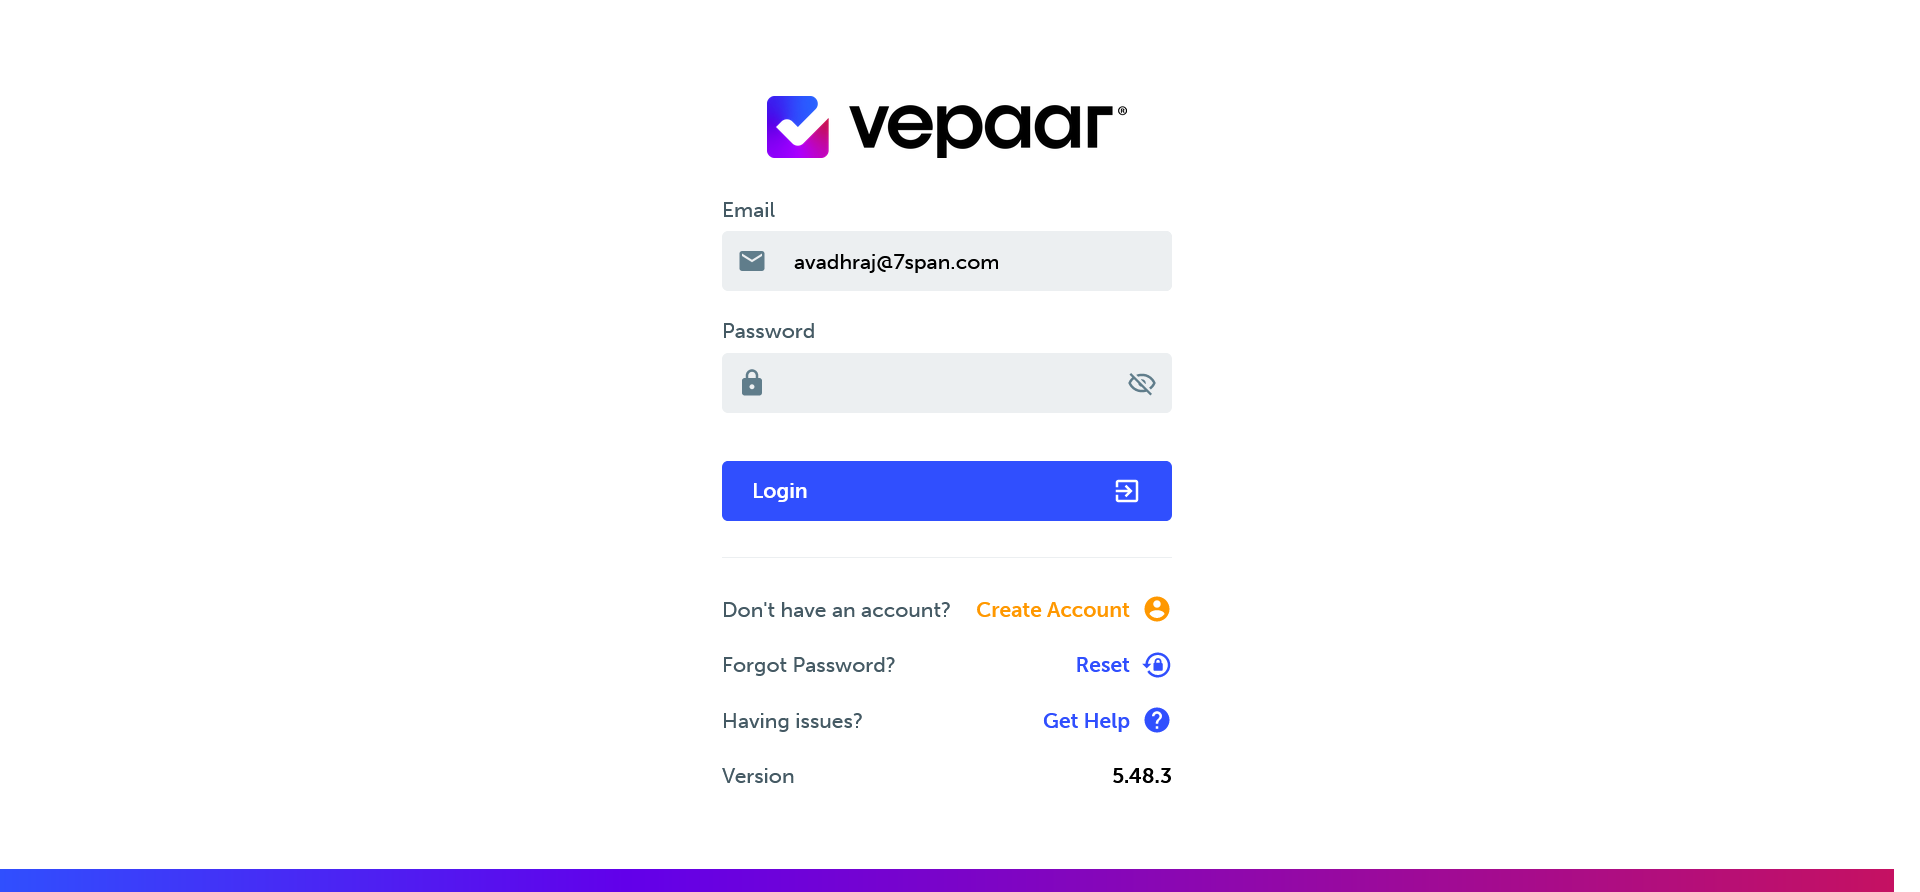 vepaar®
Email
avadhraj@7span.com
Password
Login
Don't have an account? Create Account
Forgot Password? Reset
Having issues? Get Help
Version 5.48.3